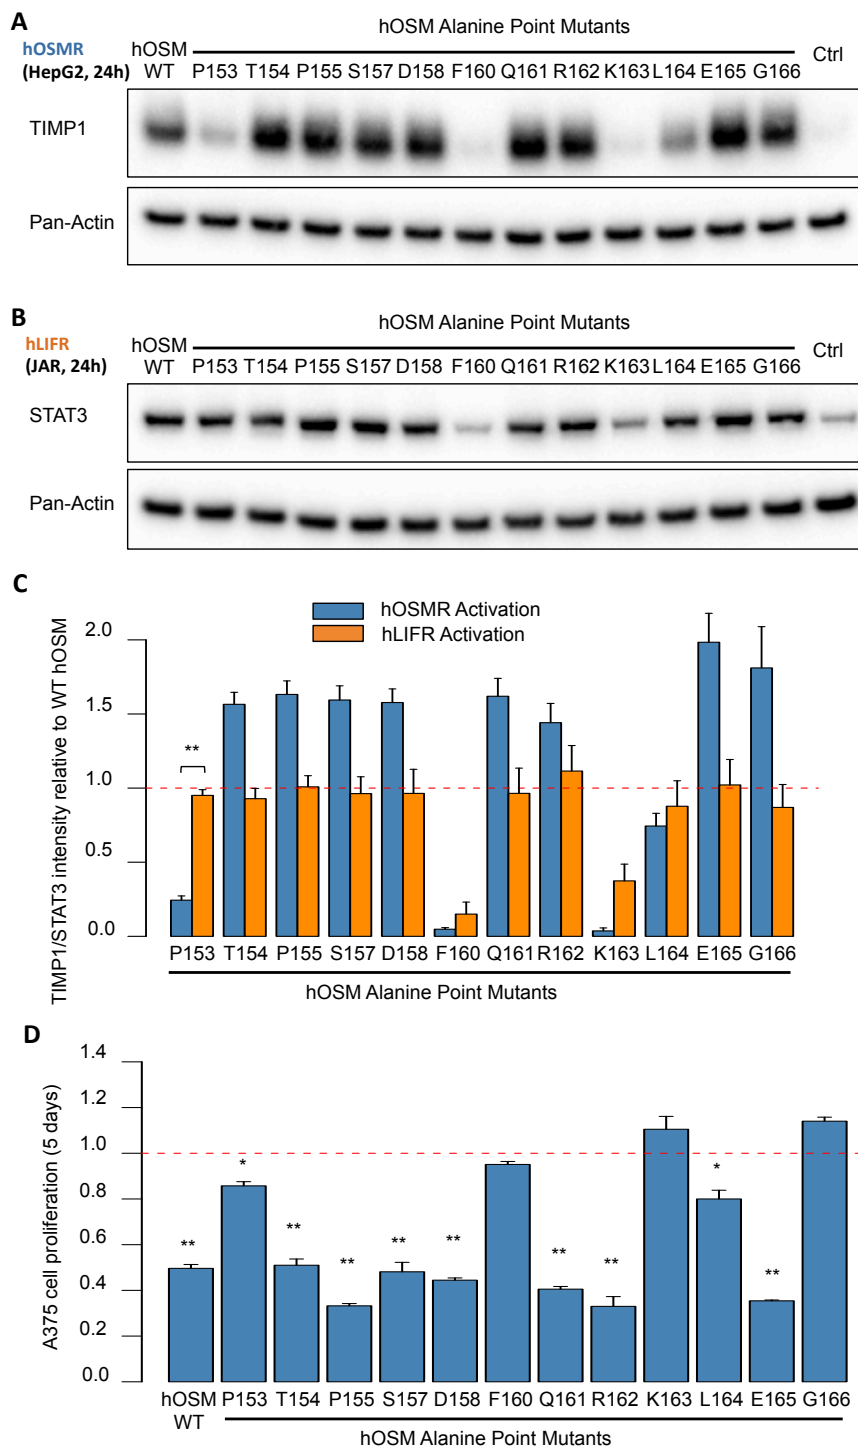 A
hOSMR
(HepG2, 24h)
hOSM Alanine Point Mutants
hOSM
WT P153 T154 P155 S157 D158 F160 Q161 R162 K163 L164 E165 G166 Ctrl
TIMP1
Pan-Actin
B
hLIFR
(JAR, 24h)
hOSM Alanine Point Mutants
hOSM
WT P153 T154 P155 S157 D158 F160 Q161 R162 K163 L164 E165 G166 Ctrl
STAT3
Pan-Actin
C
hOSMR Activation
hLIFR Activation
TIMP1/STAT3 intensity relative to WT hOSM
2.0
1.5
1.0
0.5
0.0
**
P153 T154 P155 S157 D158 F160 Q161 R162 K163 L164 E165 G166
hOSM Alanine Point Mutants
D
A375 cell proliferation (5 days)
1.4
1.2
1.0
0.8
0.6
0.4
0.2
0.0
** * ** ** ** ** ** ** * **
hOSM
WT P153 T154 P155 S157 D158 F160 Q161 R162 K163 L164 E165 G166
hOSM Alanine Point Mutants